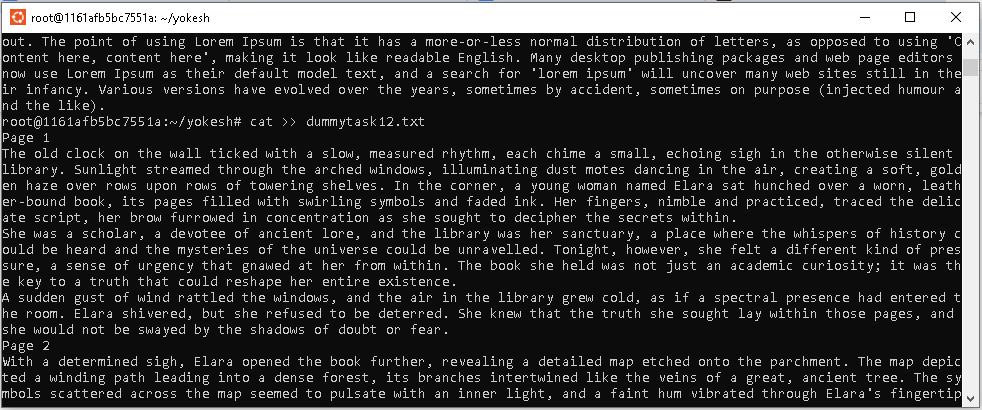 root@1161afb5bc7551a: ~/yokesh
out. The point of using Lorem Ipsum is that it has a more-or-less normal distribution of letters, as opposed to using 'C
ontent here, content here', making it look like readable English. Many desktop publishing packages and web page editors
now use Lorem Ipsum as their default model text, and a search for 'lorem ipsum' will uncover many web sites still in the
ir infancy. Various versions have evolved over the years, sometimes by accident, sometimes on purpose (injected humour a
nd the like).
root@1161afb5bc7551a:~/yokesh# cat >> dummytask12.txt
Page 1
The old clock on the wall ticked with a slow, measured rhythm, each chime a small, echoing sigh in the otherwise silent
library. Sunlight streamed through the arched windows, illuminating dust motes dancing in the air, creating a soft, gold
en haze over rows upon rows of towering shelves. In the corner, a young woman named Elara sat hunched over a worn, leath
er-bound book, its pages filled with swirling symbols and faded ink. Her fingers, nimble and practiced, traced the delic
ate script, her brow furrowed in concentration as she sought to decipher the secrets within.
She was a scholar, a devotee of ancient lore, and the library was her sanctuary, a place where the whispers of history c
ould be heard and the mysteries of the universe could be unravelled. Tonight, however, she felt a different kind of pres
sure, a sense of urgency that gnawed at her from within. The book she held was not just an academic curiosity; it was th
e key to a truth that could reshape her entire existence.
A sudden gust of wind rattled the windows, and the air in the library grew cold, as if a spectral presence had entered t
he room. Elara shivered, but she refused to be deterred. She knew that the truth she sought lay within those pages, and
she would not be swayed by the shadows of doubt or fear.
Page 2
With a determined sigh, Elara opened the book further, revealing a detailed map etched onto the parchment. The map depic
ted a winding path leading into a dense forest, its branches intertwined like the veins of a great, ancient tree. The sy
mbols scattered across the map seemed to pulsate with an inner light, and a faint hum vibrated through Elara's fingertip